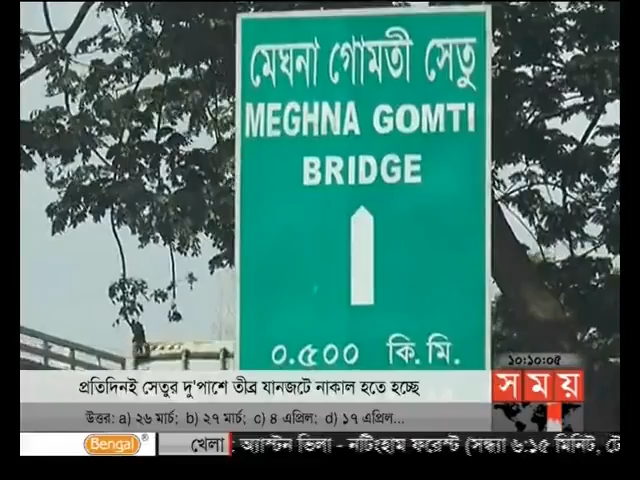 মেঘনা গোমতী সেতু
MEGHNA GOMTI
BRIDGE
০.৫০০ কি.মি.
১০:১০:০৫
প্রতিদিনই সেতুর দু'পাশে তীব্র যানজটে নাকাল হতে হচ্ছে
সময়
উত্তর: a) ২৬ মার্চ; b) ২৭ মার্চ; c) ৪ এপ্রিল; d) ১৭ এপ্রিল...
Bengal® খেলা : অ্যাস্টন ভিলা - নটিংহাম ফরেস্ট (সন্ধ্যা ৬:১৫ মিনিট, টে